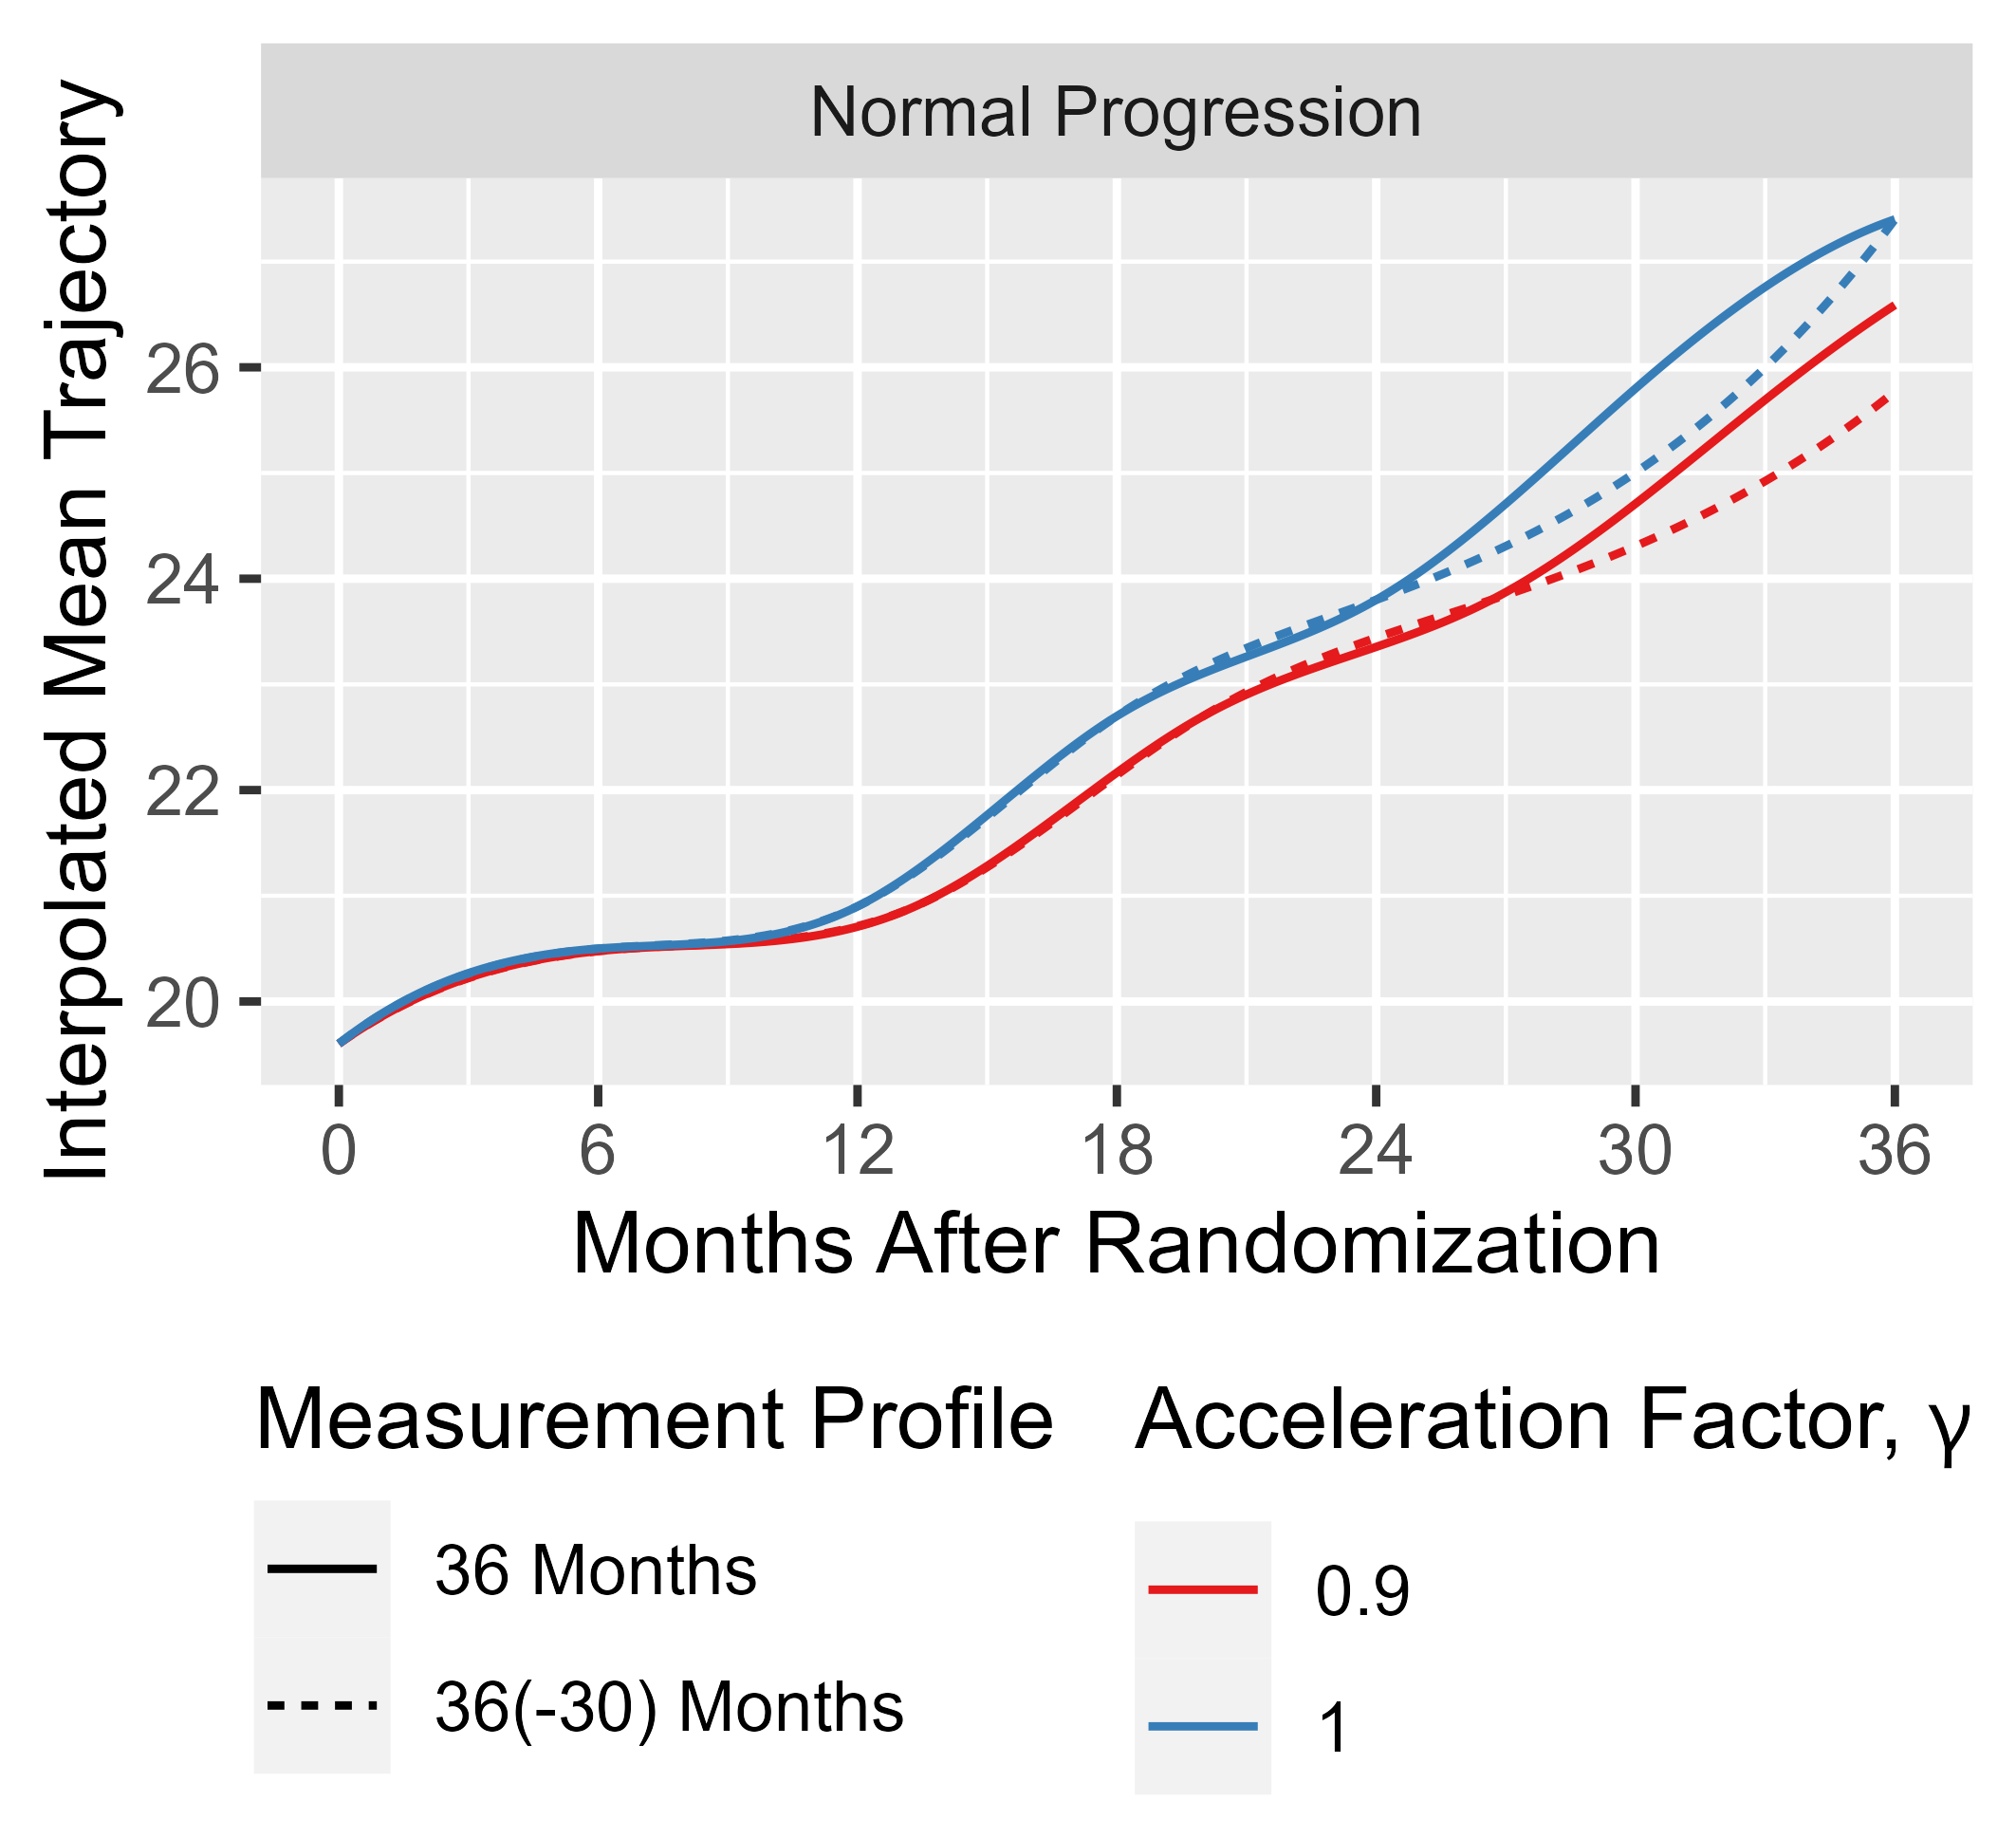 Normal Progression
Interpolated Mean Trajectory
26
24
22
20
0 6 12 18 24 30 36
Months After Randomization
Measurement Profile
36 Months
36(-30) Months
Acceleration Factor, γ
0.9
1